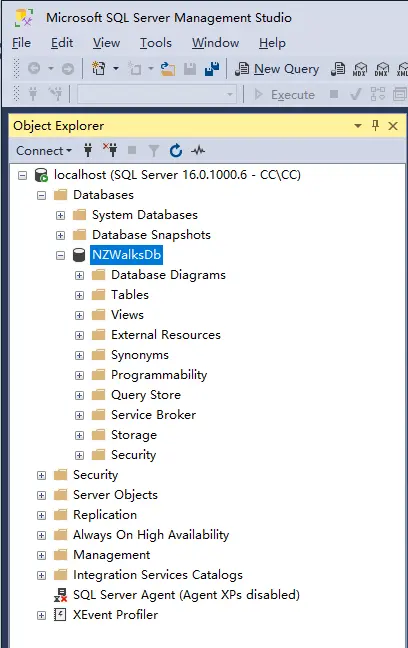 Microsoft SQL Server Management Studio
File Edit View Tools Window Help
New Query MDX DMX XML
Execute
Object Explorer
Connect
localhost (SQL Server 16.0.1000.6 - CC\CC)
Databases
System Databases
Database Snapshots
NZWalksDb
Database Diagrams
Tables
Views
External Resources
Synonyms
Programmability
Query Store
Service Broker
Storage
Security
Security
Server Objects
Replication
Always On High Availability
Management
Integration Services Catalogs
SQL Server Agent (Agent XPs disabled)
XEvent Profiler